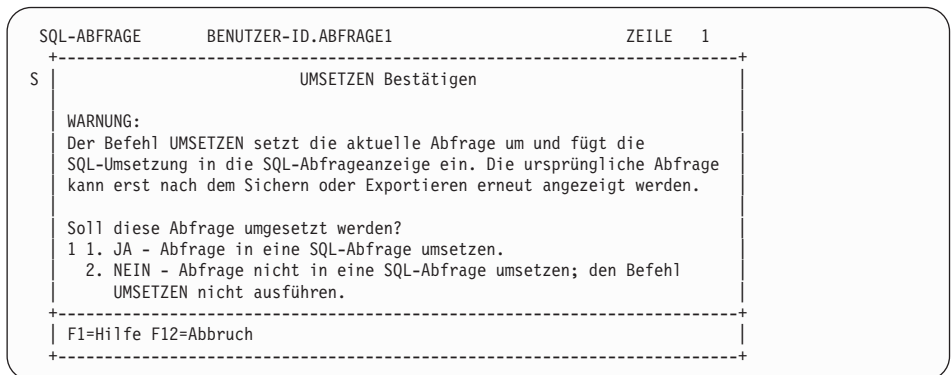 SQL-ABFRAGE BENUTZER-ID.ABFRAGE1 ZEILE 1
+--------------------------------------------------------------------------+
S | UMSETZEN Bestätigen |
| WARNUNG: |
| Der Befehl UMSETZEN setzt die aktuelle Abfrage um und fügt die |
| SQL-Umsetzung in die SQL-Abfrageanzeige ein. Die ursprüngliche Abfrage |
| kann erst nach dem Sichern oder Exportieren erneut angezeigt werden. |
| Soll diese Abfrage umgesetzt werden? |
| 1 1. JA - Abfrage in eine SQL-Abfrage umsetzen. |
| 2. NEIN - Abfrage nicht in eine SQL-Abfrage umsetzen; den Befehl |
| UMSETZEN nicht ausführen. |
+--------------------------------------------------------------------------+
| F1=Hilfe F12=Abbruch |
+--------------------------------------------------------------------------+